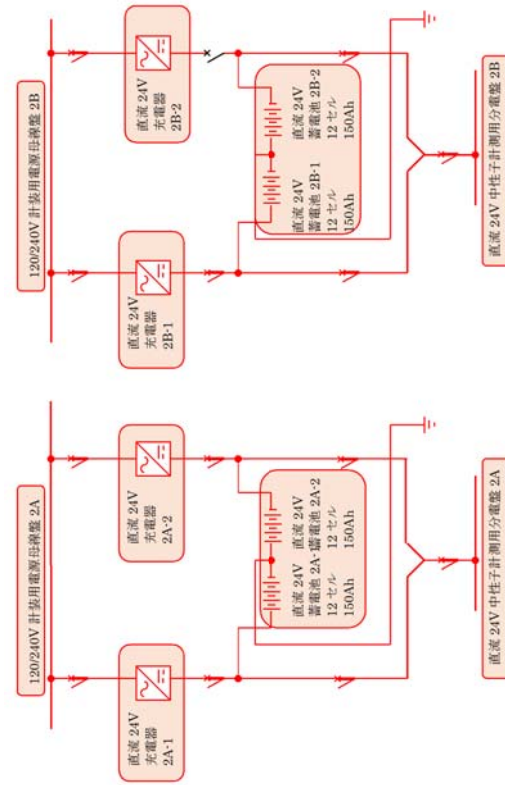 120/240V 計装用電源母線盤 2A
直流 24V
充電器
2A-1
直流 24V
充電器
2A-2
直流 24V
蓄電池 2A-1
12 セル
150Ah
直流 24V
蓄電池 2A-2
12 セル
150Ah
直流 24V 中性子計測用分電盤 2A
120/240V 計装用電源母線盤 2B
直流 24V
充電器
2B-1
直流 24V
充電器
2B-2
直流 24V
蓄電池 2B-1
12 セル
150Ah
直流 24V
蓄電池 2B-2
12 セル
150Ah
直流 24V 中性子計測用分電盤 2B